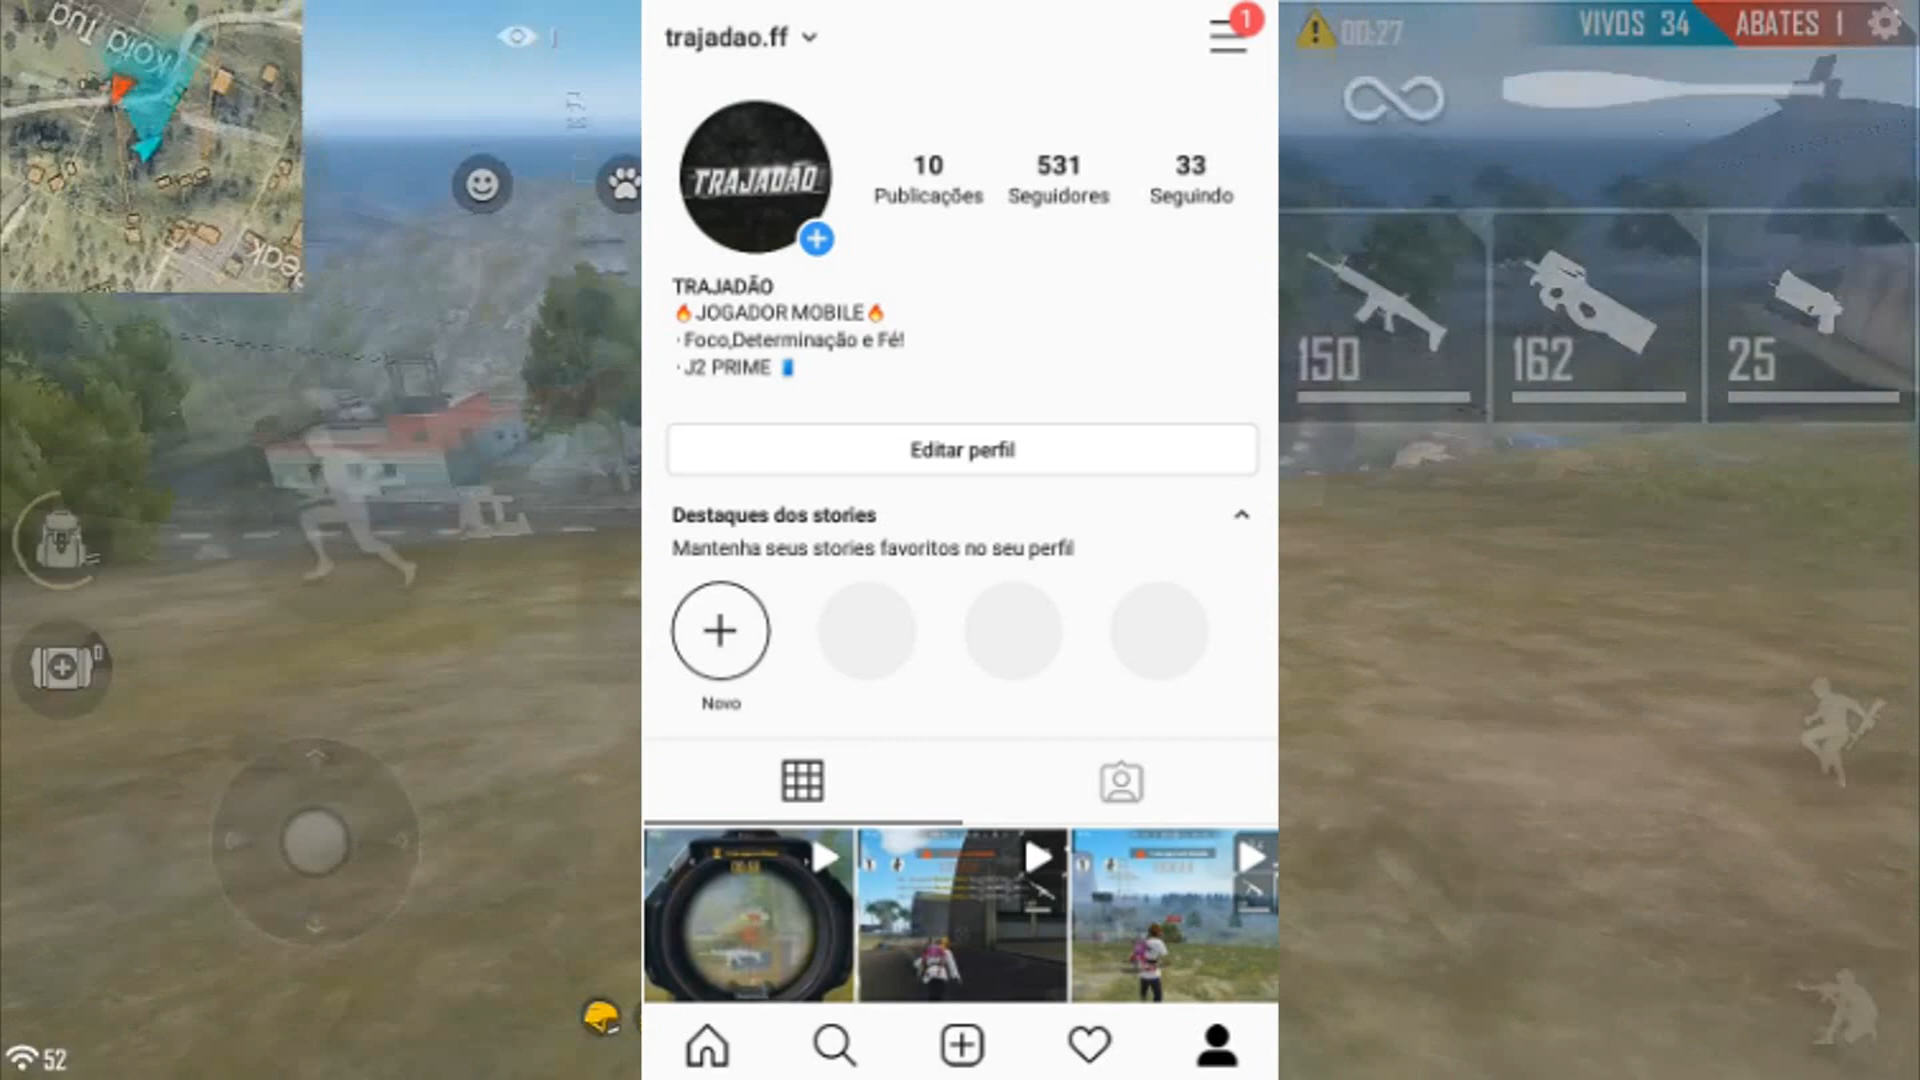 trajadao.ff
1
TRAJADÃO
10
Publicações
531
Seguidores
33
Seguindo
TRAJADÃO
🔥JOGADOR MOBILE🔥
· Foco,Determinação e Fé!
· J2 PRIME
Editar perfil
Destaques dos stories
Mantenha seus stories favoritos no seu perfil
Novo
00:27
VIVOS 34
ABATES 1
150
162
25
1
0
52